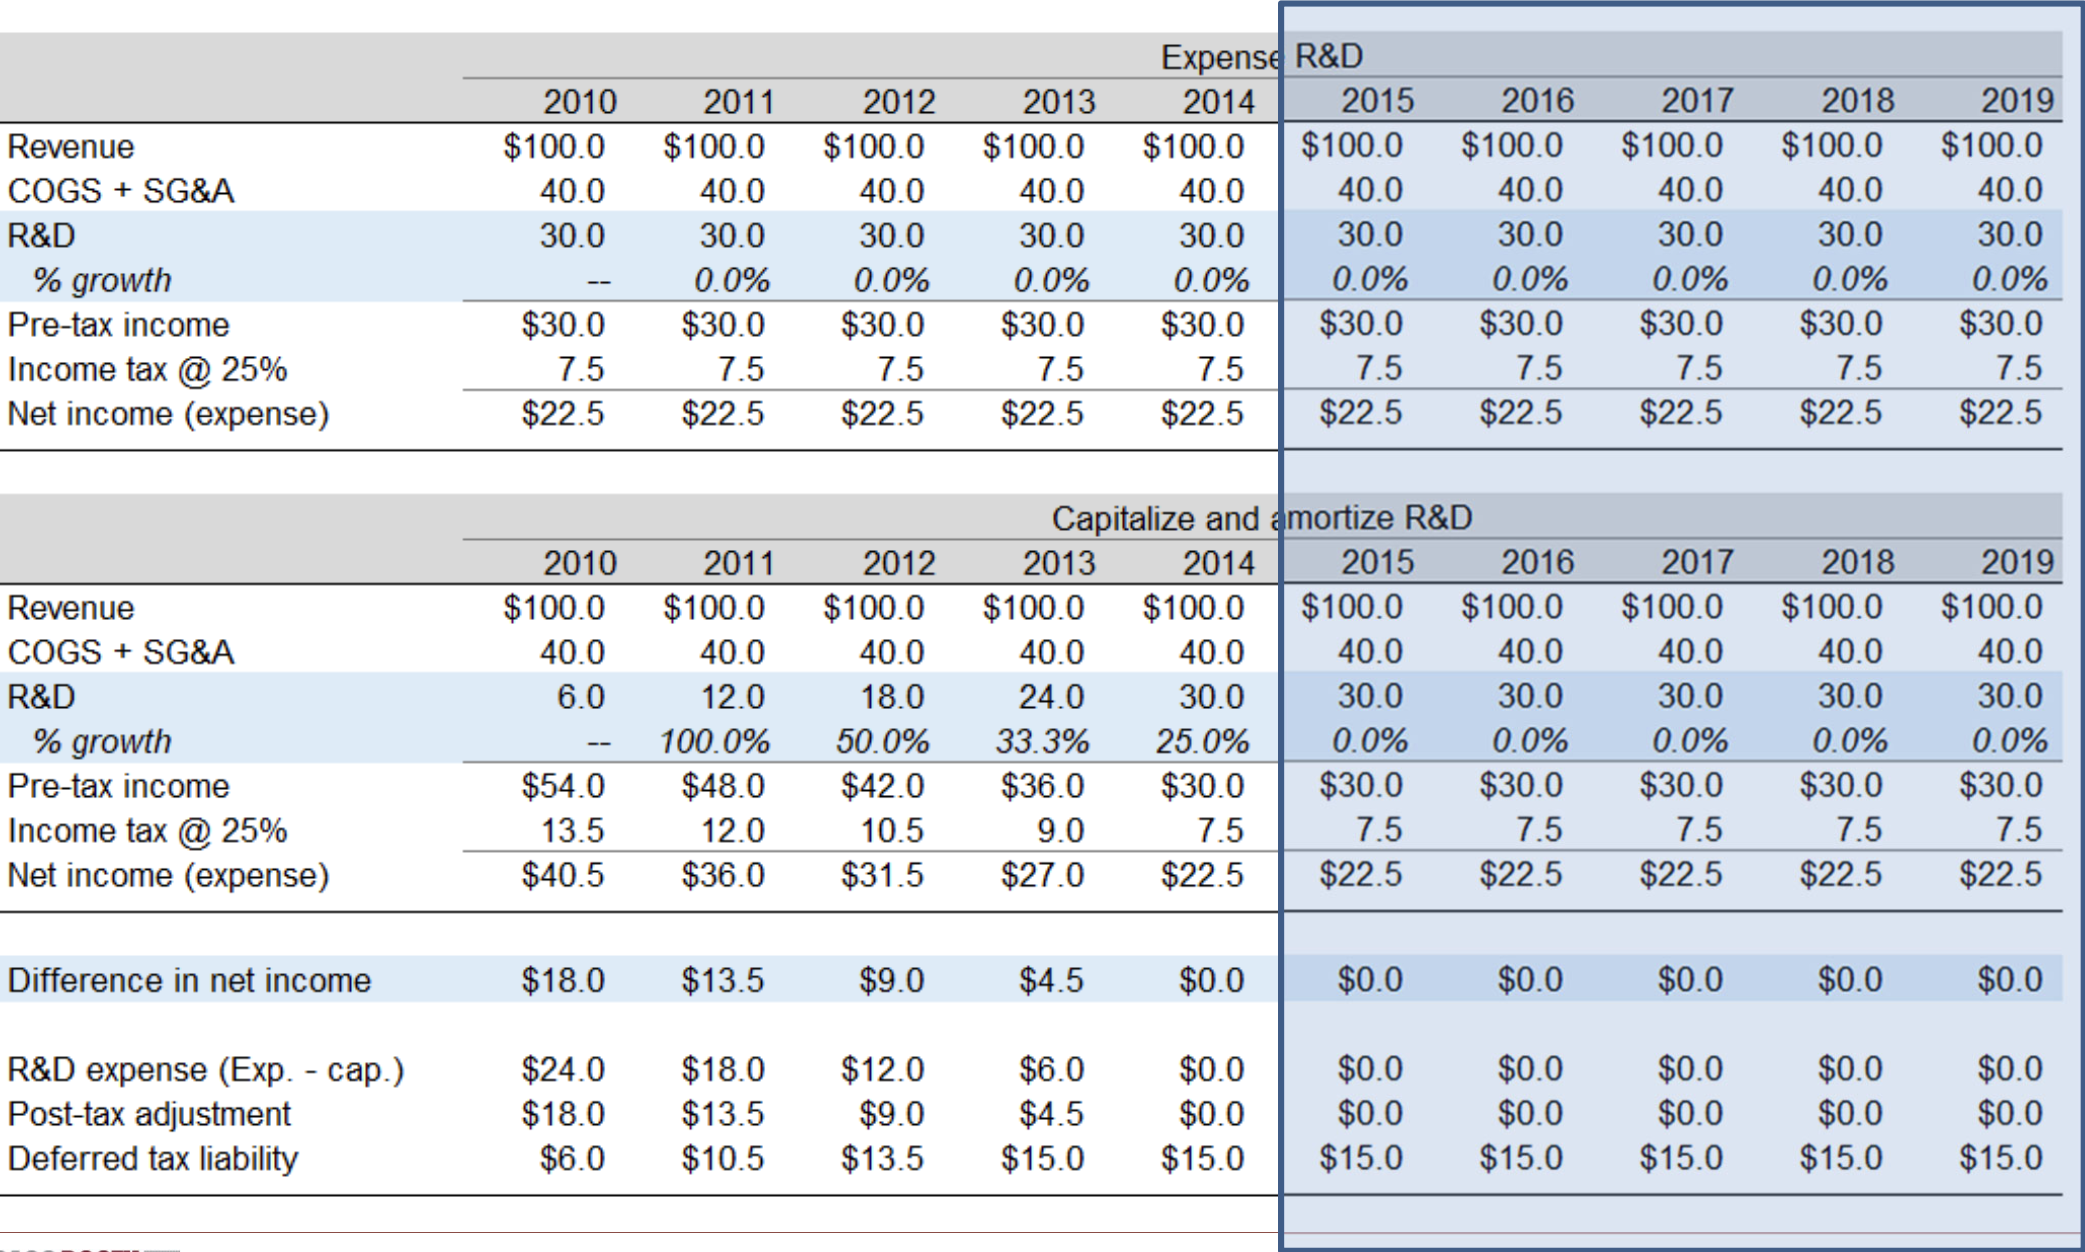 Expense R&D
2010 2011 2012 2013 2014 2015 2016 2017 2018 2019
Revenue $100.0 $100.0 $100.0 $100.0 $100.0 $100.0 $100.0 $100.0 $100.0 $100.0
COGS + SG&A 40.0 40.0 40.0 40.0 40.0 40.0 40.0 40.0 40.0 40.0
R&D 30.0 30.0 30.0 30.0 30.0 30.0 30.0 30.0 30.0 30.0
% growth -- 0.0% 0.0% 0.0% 0.0% 0.0% 0.0% 0.0% 0.0% 0.0%
Pre-tax income $30.0 $30.0 $30.0 $30.0 $30.0 $30.0 $30.0 $30.0 $30.0 $30.0
Income tax @ 25% 7.5 7.5 7.5 7.5 7.5 7.5 7.5 7.5 7.5 7.5
Net income (expense) $22.5 $22.5 $22.5 $22.5 $22.5 $22.5 $22.5 $22.5 $22.5 $22.5
Capitalize and amortize R&D
2010 2011 2012 2013 2014 2015 2016 2017 2018 2019
Revenue $100.0 $100.0 $100.0 $100.0 $100.0 $100.0 $100.0 $100.0 $100.0 $100.0
COGS + SG&A 40.0 40.0 40.0 40.0 40.0 40.0 40.0 40.0 40.0 40.0
R&D 6.0 12.0 18.0 24.0 30.0 30.0 30.0 30.0 30.0 30.0
% growth -- 100.0% 50.0% 33.3% 25.0% 0.0% 0.0% 0.0% 0.0% 0.0%
Pre-tax income $54.0 $48.0 $42.0 $36.0 $30.0 $30.0 $30.0 $30.0 $30.0 $30.0
Income tax @ 25% 13.5 12.0 10.5 9.0 7.5 7.5 7.5 7.5 7.5 7.5
Net income (expense) $40.5 $36.0 $31.5 $27.0 $22.5 $22.5 $22.5 $22.5 $22.5 $22.5
Difference in net income $18.0 $13.5 $9.0 $4.5 $0.0 $0.0 $0.0 $0.0 $0.0 $0.0
R&D expense (Exp. - cap.) $24.0 $18.0 $12.0 $6.0 $0.0 $0.0 $0.0 $0.0 $0.0 $0.0
Post-tax adjustment $18.0 $13.5 $9.0 $4.5 $0.0 $0.0 $0.0 $0.0 $0.0 $0.0
Deferred tax liability $6.0 $10.5 $13.5 $15.0 $15.0 $15.0 $15.0 $15.0 $15.0 $15.0